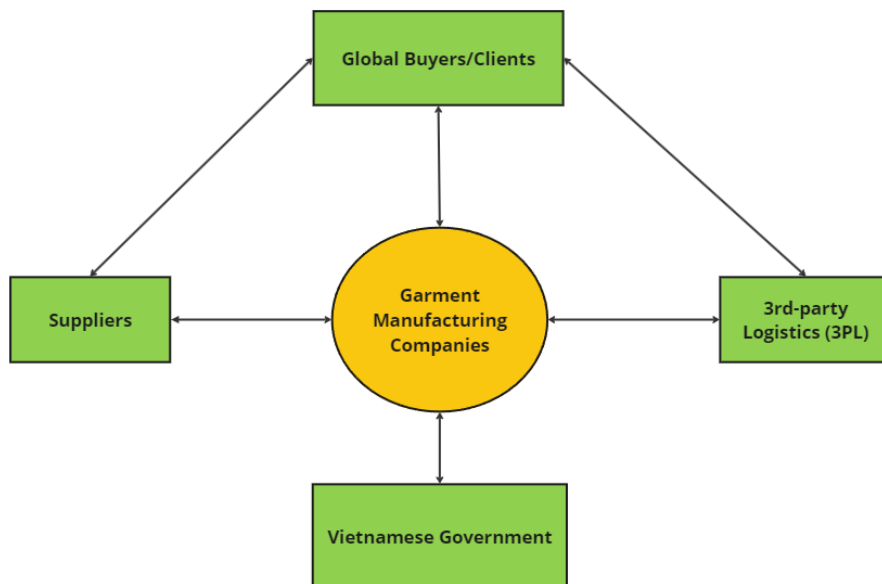 Global Buyers/Clients
Garment
Manufacturing
Companies
Suppliers
3rd-party
Logistics (3PL)
Vietnamese Government